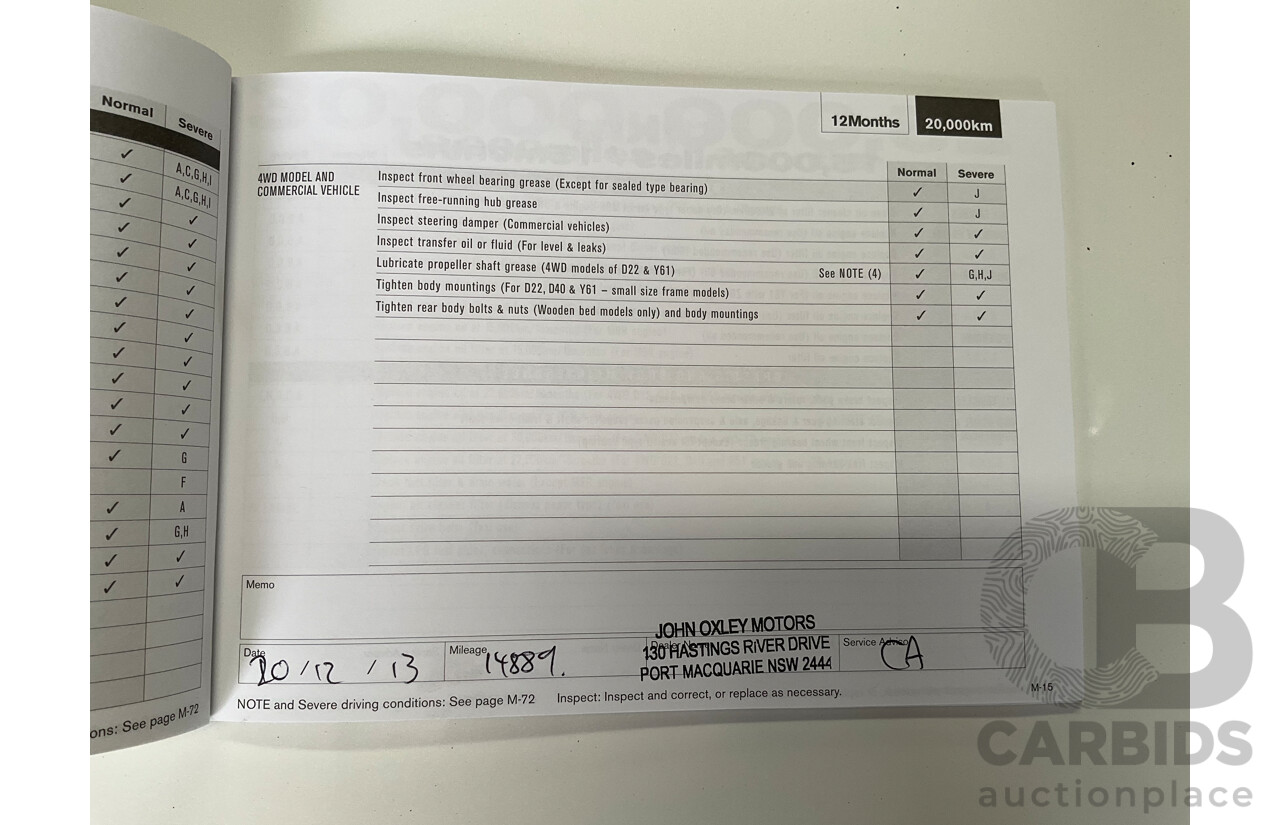 Normal Severe
✓ A,C,G,H,I
✓ A,C,G,H,I
✓ ✓
✓ ✓
✓ ✓
✓ ✓
✓ ✓
✓ ✓
✓ ✓
✓ ✓
✓ ✓
✓ ✓
✓ G
F
✓ A
✓ G,H
✓ ✓
✓ ✓
ons: See page M-72
12Months 20,000km
Normal Severe
4WD MODEL AND
COMMERCIAL VEHICLE
Inspect front wheel bearing grease (Except for sealed type bearing) ✓ J
Inspect free-running hub grease ✓ J
Inspect steering damper (Commercial vehicles) ✓ ✓
Inspect transfer oil or fluid (For level & leaks) ✓ ✓
Lubricate propeller shaft grease (4WD models of D22 & Y61) See NOTE (4) ✓ G,H,J
Tighten body mountings (For D22, D40 & Y61 – small size frame models) ✓ ✓
Tighten rear body bolts & nuts (Wooden bed models only) and body mountings ✓ ✓
Memo
Date 20/12/13
Mileage 14889.
JOHN OXLEY MOTORS
130 HASTINGS RIVER DRIVE
PORT MACQUARIE NSW 2444
Service Advisor CA
NOTE and Severe driving conditions: See page M-72 Inspect: Inspect and correct, or replace as necessary.
M-15
CARBIDS
auctionplace